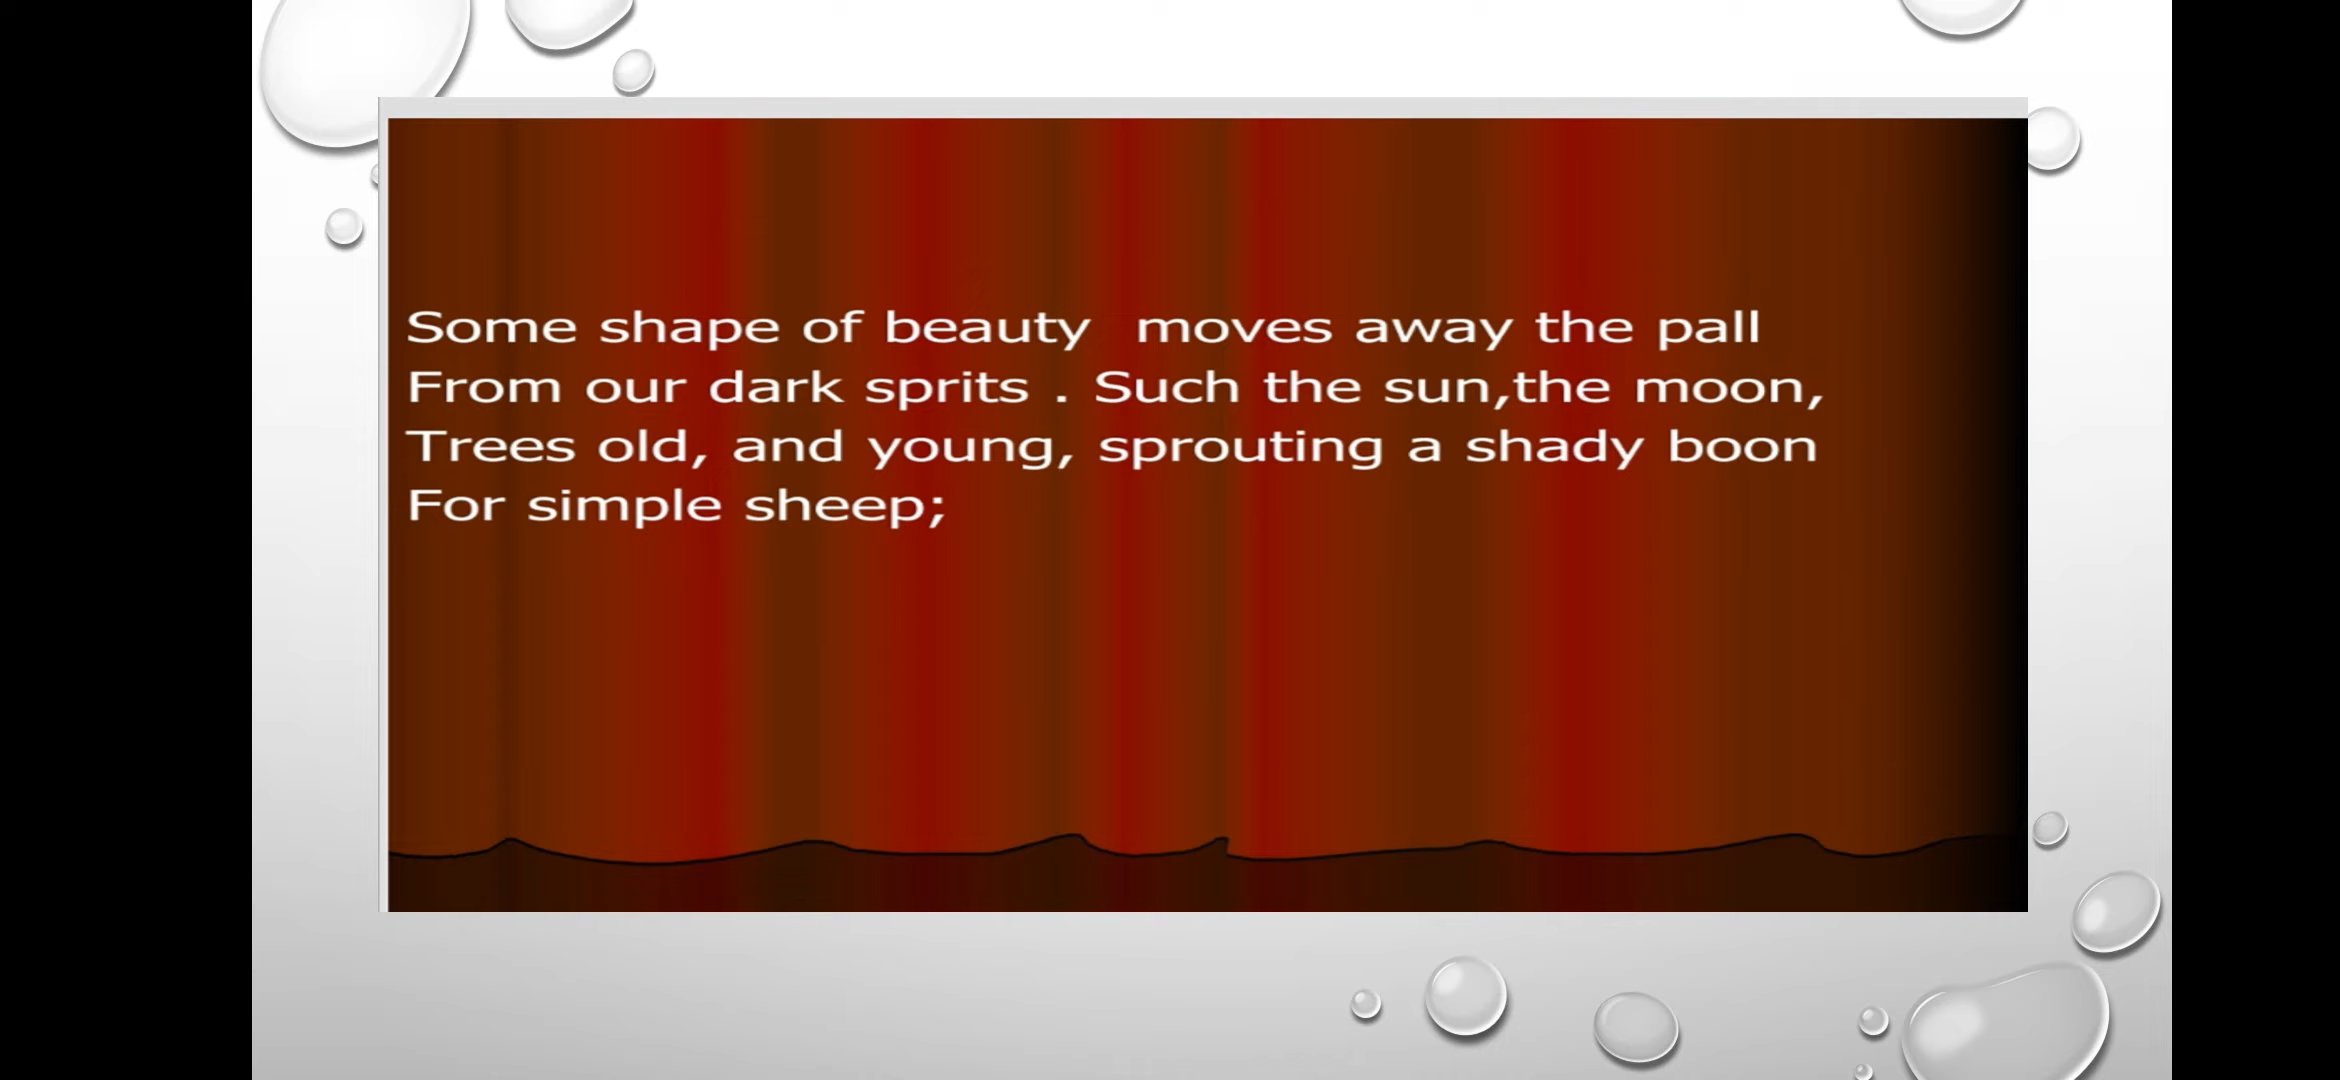 Some shape of beauty  moves away the pall
From our dark sprits . Such the sun,the moon,
Trees old, and young, sprouting a shady boon
For simple sheep;